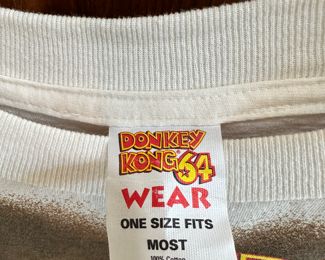 DONKEY
KONG 64
WEAR
ONE SIZE FITS
MOST
100% Cotton